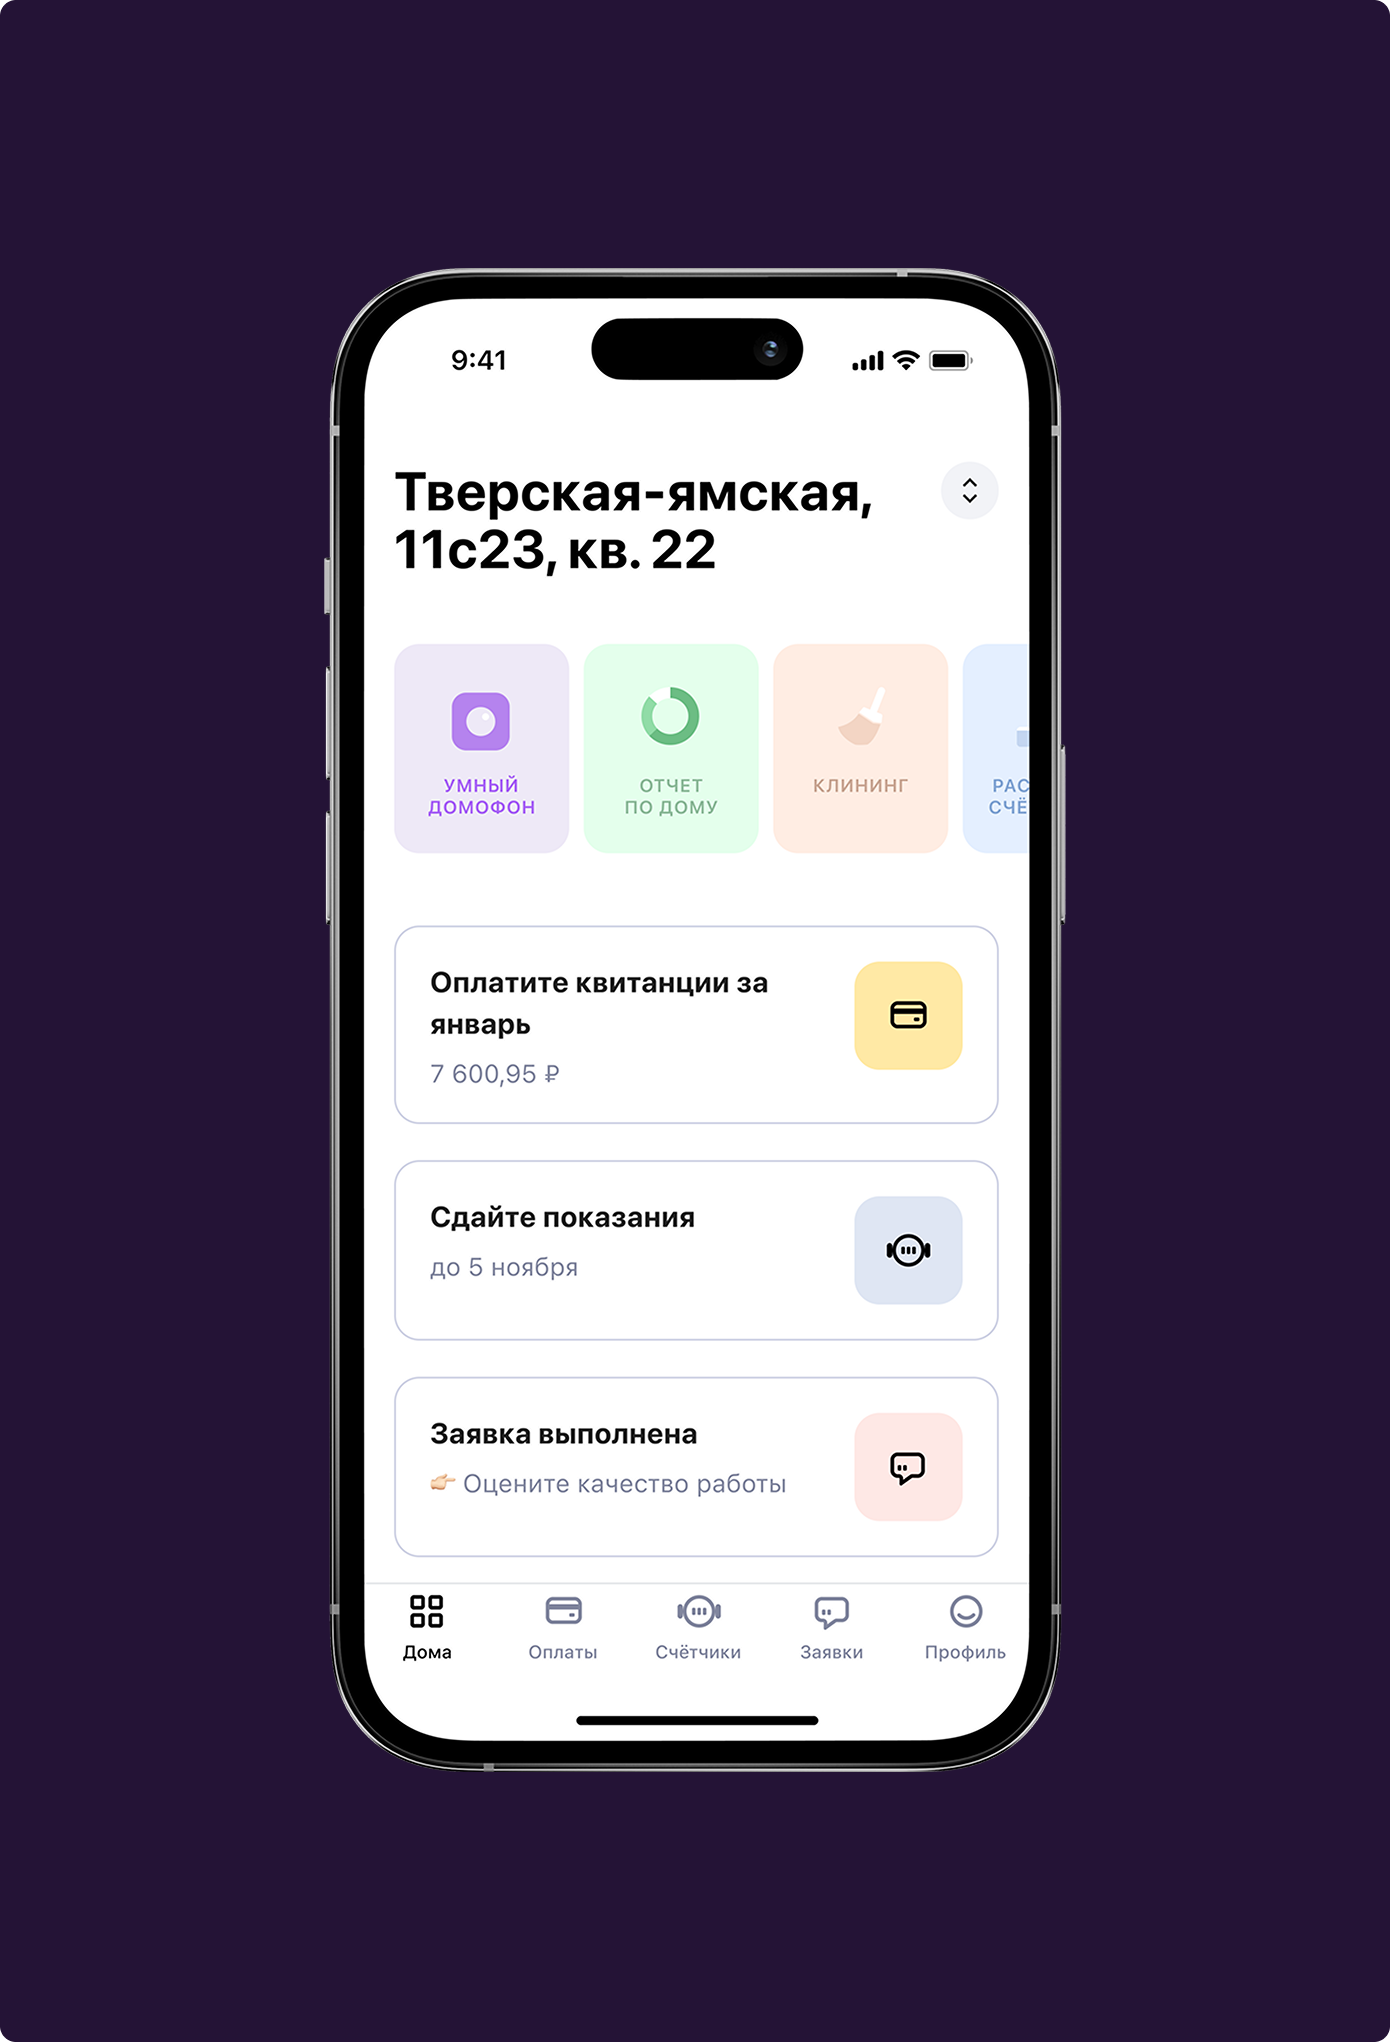 9:41
Тверская-ямская,
11с23, кв. 22
УМНЫЙ
ДОМОФОН
ОТЧЕТ
ПО ДОМУ
КЛИНИНГ
РАС
СЧЁ
Оплатите квитанции за
январь
7 600,95 ₽
Сдайте показания
до 5 ноября
Заявка выполнена
👉🏻 Оцените качество работы
Дома
Оплаты
Счётчики
Заявки
Профиль